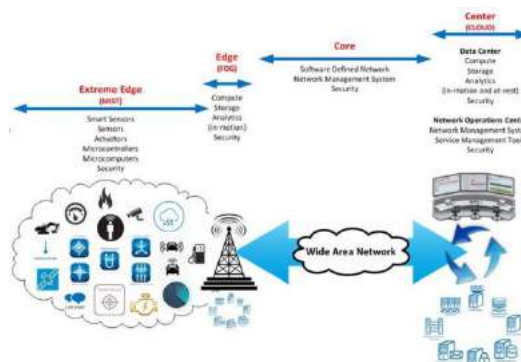 Center
(CLOUD)
Data Center
Compute
Storage
Analytics
(in-motion and at-rest)
Security
Network Operations Cente
Network Management Syst
Service Management Tool
Security
Core
Software Defined Network
Network Management System
Security
Edge
(FOG)
Compute
Storage
Analytics
(in-motion)
Security
Extreme Edge
(MIST)
Smart Sensors
Sensors
Actuators
Microcontrollers
Microcomputers
Security
Wide Area Network